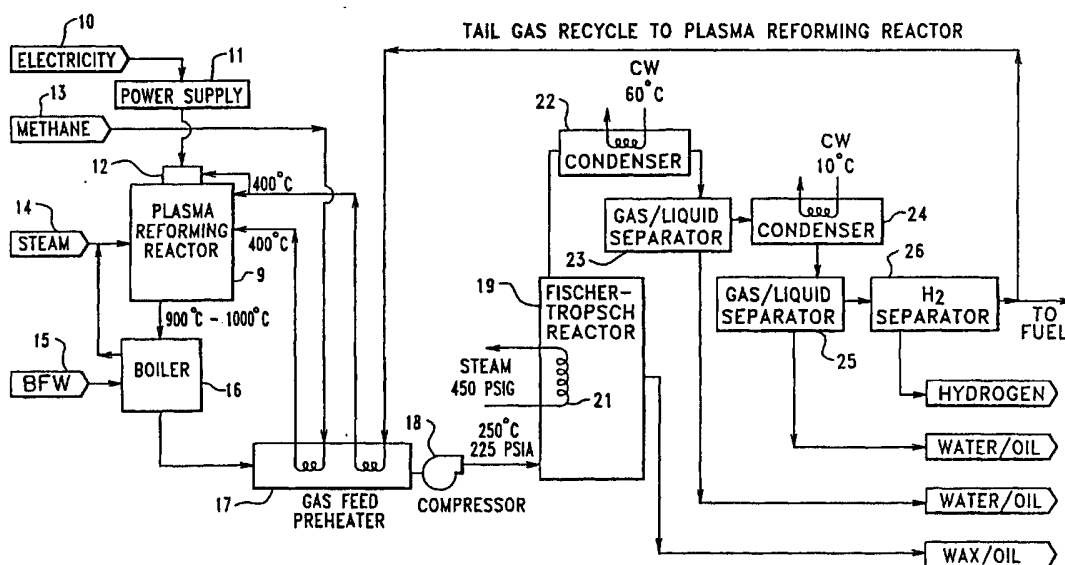 TAIL GAS RECYCLE TO PLASMA REFORMING REACTOR
10
ELECTRICITY
11
POWER SUPPLY
13
METHANE
12
400°C
PLASMA
REFORMING
REACTOR
400°C
14
STEAM
9
900°C - 1000°C
15
BFW
BOILER
16
17
GAS FEED
PREHEATER
18
COMPRESSOR
250°C
225 PSIA
CW
60°C
22
CONDENSER
CW
10°C
GAS/LIQUID
SEPARATOR
23
CONDENSER
24
19
FISCHER-
TROPSCH
REACTOR
STEAM
450 PSIG
21
GAS/LIQUID
SEPARATOR
25
26
H2
SEPARATOR
TO
FUEL
HYDROGEN
WATER/OIL
WATER/OIL
WAX/OIL